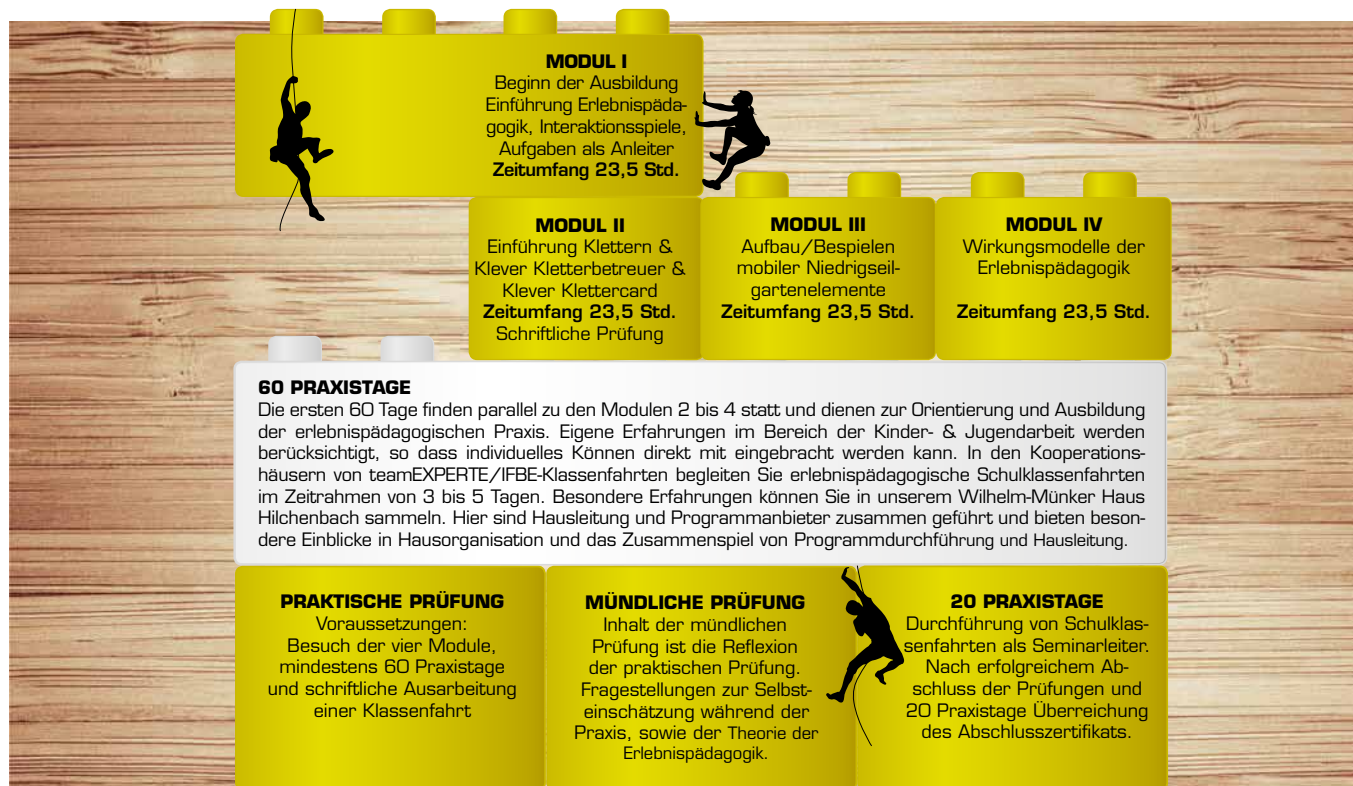 MODUL I
Beginn der Ausbildung
Einführung Erlebnispäda-
gogik, Interaktionsspiele,
Aufgaben als Anleiter
Zeitumfang 23,5 Std.
MODUL II
Einführung Klettern &
Klever Kletterbetreuer &
Klever Klettercard
Zeitumfang 23,5 Std.
Schriftliche Prüfung
MODUL III
Aufbau/Bespielen
mobiler Niedrigseil-
gartenelemente
Zeitumfang 23,5 Std.
MODUL IV
Wirkungsmodelle der
Erlebnispädagogik
Zeitumfang 23,5 Std.
60 PRAXISTAGE
Die ersten 60 Tage finden parallel zu den Modulen 2 bis 4 statt und dienen zur Orientierung und Ausbildung
der erlebnispädagogischen Praxis. Eigene Erfahrungen im Bereich der Kinder- & Jugendarbeit werden
berücksichtigt, so dass individuelles Können direkt mit eingebracht werden kann. In den Kooperations-
häusern von teamEXPERTE/IFBE-Klassenfahrten begleiten Sie erlebnispädagogische Schulklassenfahrten
im Zeitrahmen von 3 bis 5 Tagen. Besondere Erfahrungen können Sie in unserem Wilhelm-Münker Haus
Hilchenbach sammeln. Hier sind Hausleitung und Programmanbieter zusammen geführt und bieten beson-
dere Einblicke in Hausorganisation und das Zusammenspiel von Programmdurchführung und Hausleitung.
PRAKTISCHE PRÜFUNG
Voraussetzungen:
Besuch der vier Module,
mindestens 60 Praxistage
und schriftliche Ausarbeitung
einer Klassenfahrt
MÜNDLICHE PRÜFUNG
Inhalt der mündlichen
Prüfung ist die Reflexion
der praktischen Prüfung.
Fragestellungen zur Selbst-
einschätzung während der
Praxis, sowie der Theorie der
Erlebnispädagogik.
20 PRAXISTAGE
Durchführung von Schulklas-
senfahrten als Seminarleiter.
Nach erfolgreichem Ab-
schluss der Prüfungen und
20 Praxistage Überreichung
des Abschlusszertifikats.